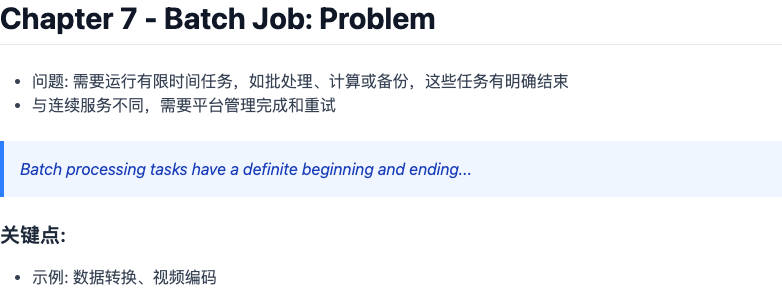 Chapter 7 - Batch Job: Problem
• 问题: 需要运行有限时间任务，如批处理、计算或备份，这些任务有明确结束
• 与连续服务不同，需要平台管理完成和重试
Batch processing tasks have a definite beginning and ending...
关键点:
• 示例: 数据转换、视频编码